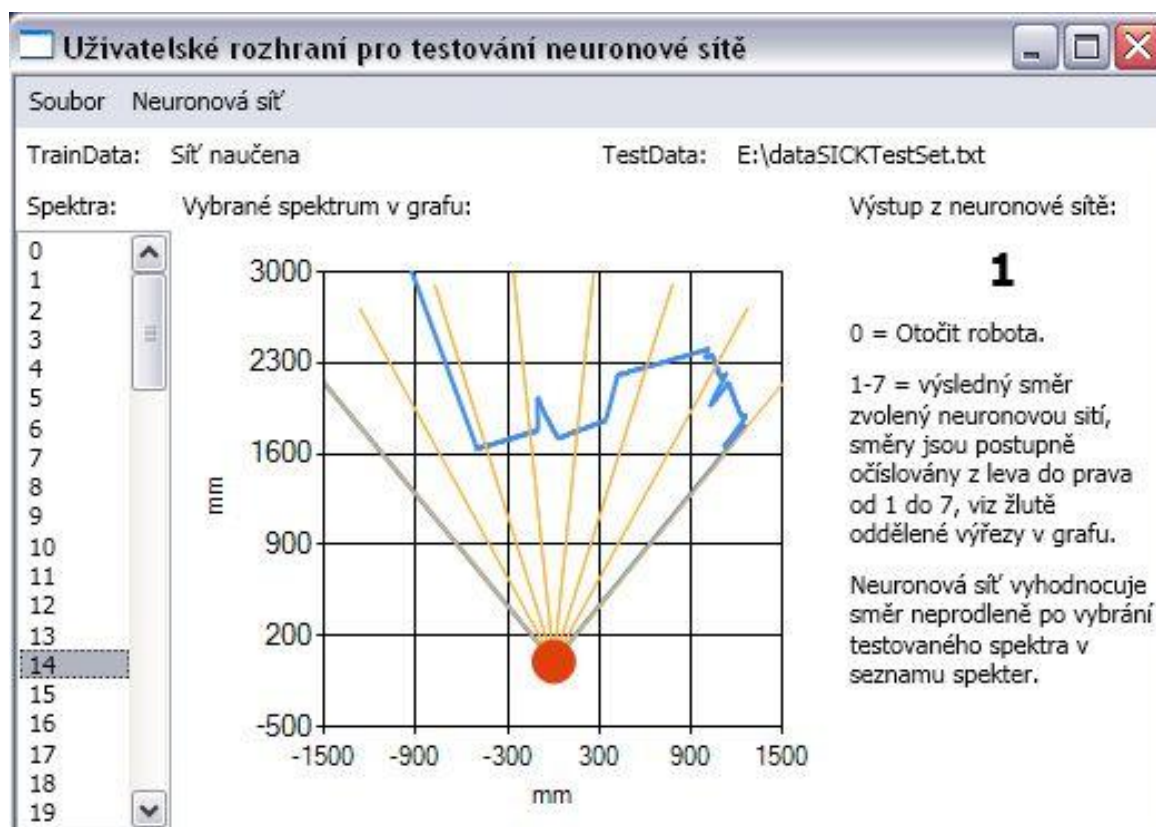 Uživatelské rozhraní pro testování neuronové sítě
Soubor Neuronová síť
TrainData: Síť naučena TestData: E:\dataSICKTestSet.txt
Spektra: Vybrané spektrum v grafu: Výstup z neuronové sítě:
0
1
2
3
4
5
6
7
8
9
10
11
12
13
14
15
16
17
18
19
3000
2300
1600
900
200
-500
mm
-1500 -900 -300 300 900 1500
mm
1
0 = Otočit robota.
1-7 = výsledný směr
zvolený neuronovou sití,
směry jsou postupně
očíslovány z leva do prava
od 1 do 7, viz žlutě
oddělené výřezy v grafu.
Neuronová síť vyhodnocuje
směr neprodleně po vybrání
testovaného spektra v
seznamu spekter.